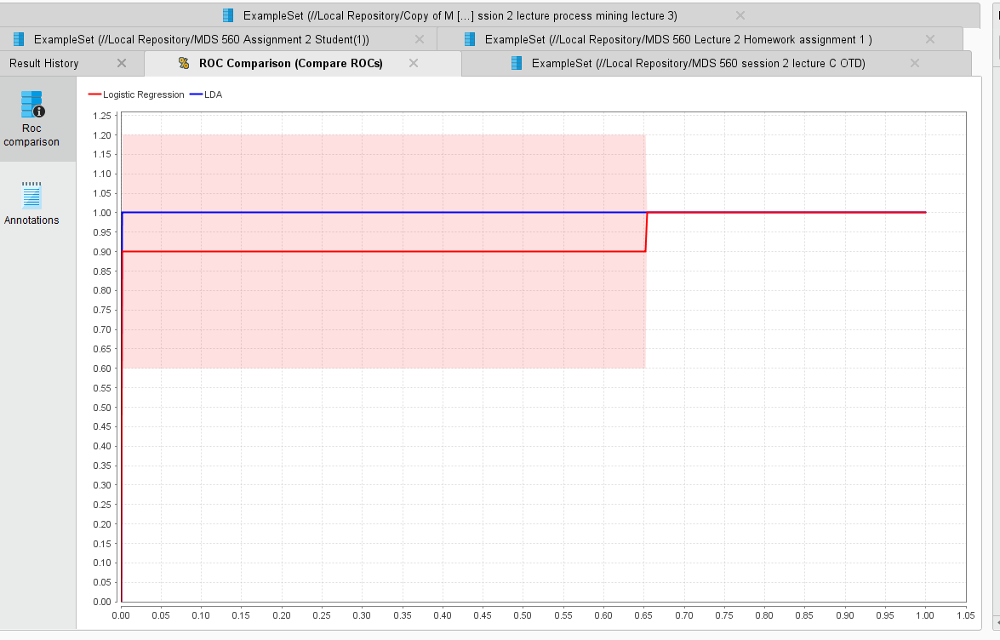 ExampleSet (//Local Repository/Copy of M [...] ssion 2 lecture process mining lecture 3)
ExampleSet (//Local Repository/MDS 560 Assignment 2 Student(1))
ExampleSet (//Local Repository/MDS 560 Lecture 2 Homework assignment 1 )
Result History
ROC Comparison (Compare ROCs)
ExampleSet (//Local Repository/MDS 560 session 2 lecture C OTD)
Roc
comparison
Annotations
Logistic Regression LDA
1.25
1.20
1.15
1.10
1.05
1.00
0.95
0.90
0.85
0.80
0.75
0.70
0.65
0.60
0.55
0.50
0.45
0.40
0.35
0.30
0.25
0.20
0.15
0.10
0.05
0.00
0.00 0.05 0.10 0.15 0.20 0.25 0.30 0.35 0.40 0.45 0.50 0.55 0.60 0.65 0.70 0.75 0.80 0.85 0.90 0.95 1.00 1.05